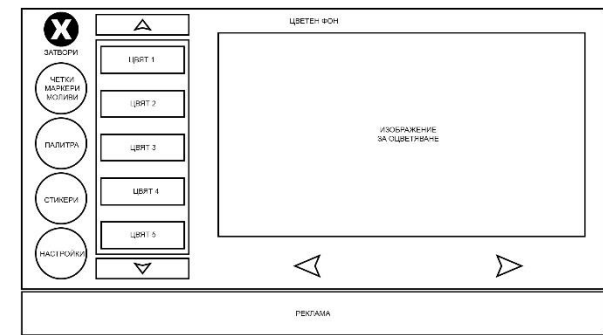 X
ЗАТВОРИ
ЧЕТКИ
МАРКЕРИ
МОЛИВИ
ПАЛИТРА
СТИКЕРИ
НАСТРОЙКИ
ЦВЯТ 1
ЦВЯТ 2
ЦВЯТ 3
ЦВЯТ 4
ЦВЯТ 5
ЦВЕТЕН ФОН
ИЗОБРАЖЕНИЕ
ЗА ОЦВЕТЯВАНЕ
РЕКЛАМА